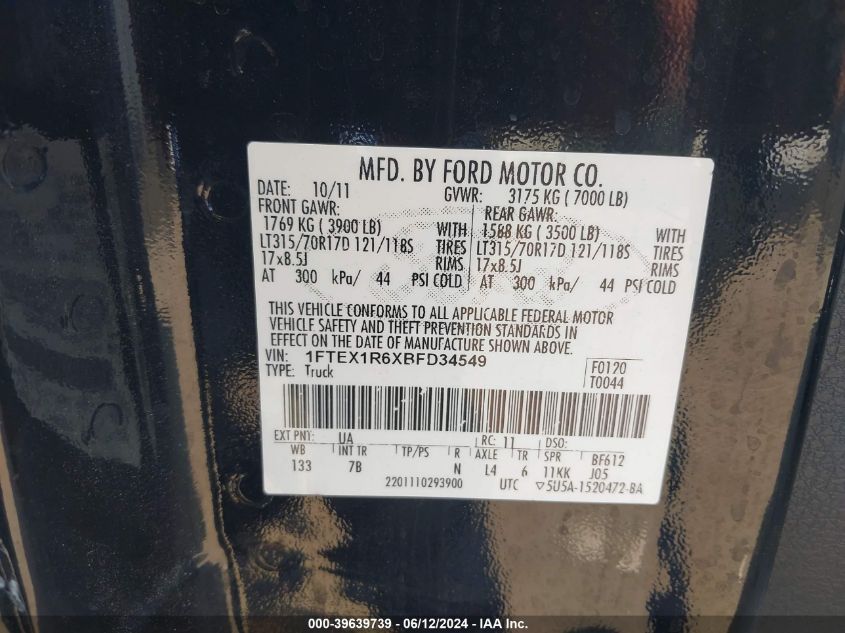 MFD. BY FORD MOTOR CO.
DATE: 10/11 GVWR: 3175 KG ( 7000 LB)
FRONT GAWR: REAR GAWR:
1769 KG ( 3900 LB) WITH 1588 KG ( 3500 LB) WITH
LT315/70R17D 121/118S TIRES LT315/70R17D 121/118S TIRES
17x8.5J RIMS 17x8.5J RIMS
AT 300 kPa/ 44 PSI COLD AT 300 kPa/ 44 PSI COLD
THIS VEHICLE CONFORMS TO ALL APPLICABLE FEDERAL MOTOR
VEHICLE SAFETY AND THEFT PREVENTION STANDARDS IN
EFFECT ON THE DATE OF MANUFACTURE SHOWN ABOVE.
VIN: 1FTEX1R6XBFD34549 F0120
TYPE: Truck T0044
EXT PNT: UA RC: 11 DSO:
WB INT TR TP/PS R AXLE TR SPR BF612
133 7B N L4 6 11KK J05
2201110293900 UTC ▽5U5A-1520472-BA
000-39639739 - 06/12/2024 - IAA Inc.